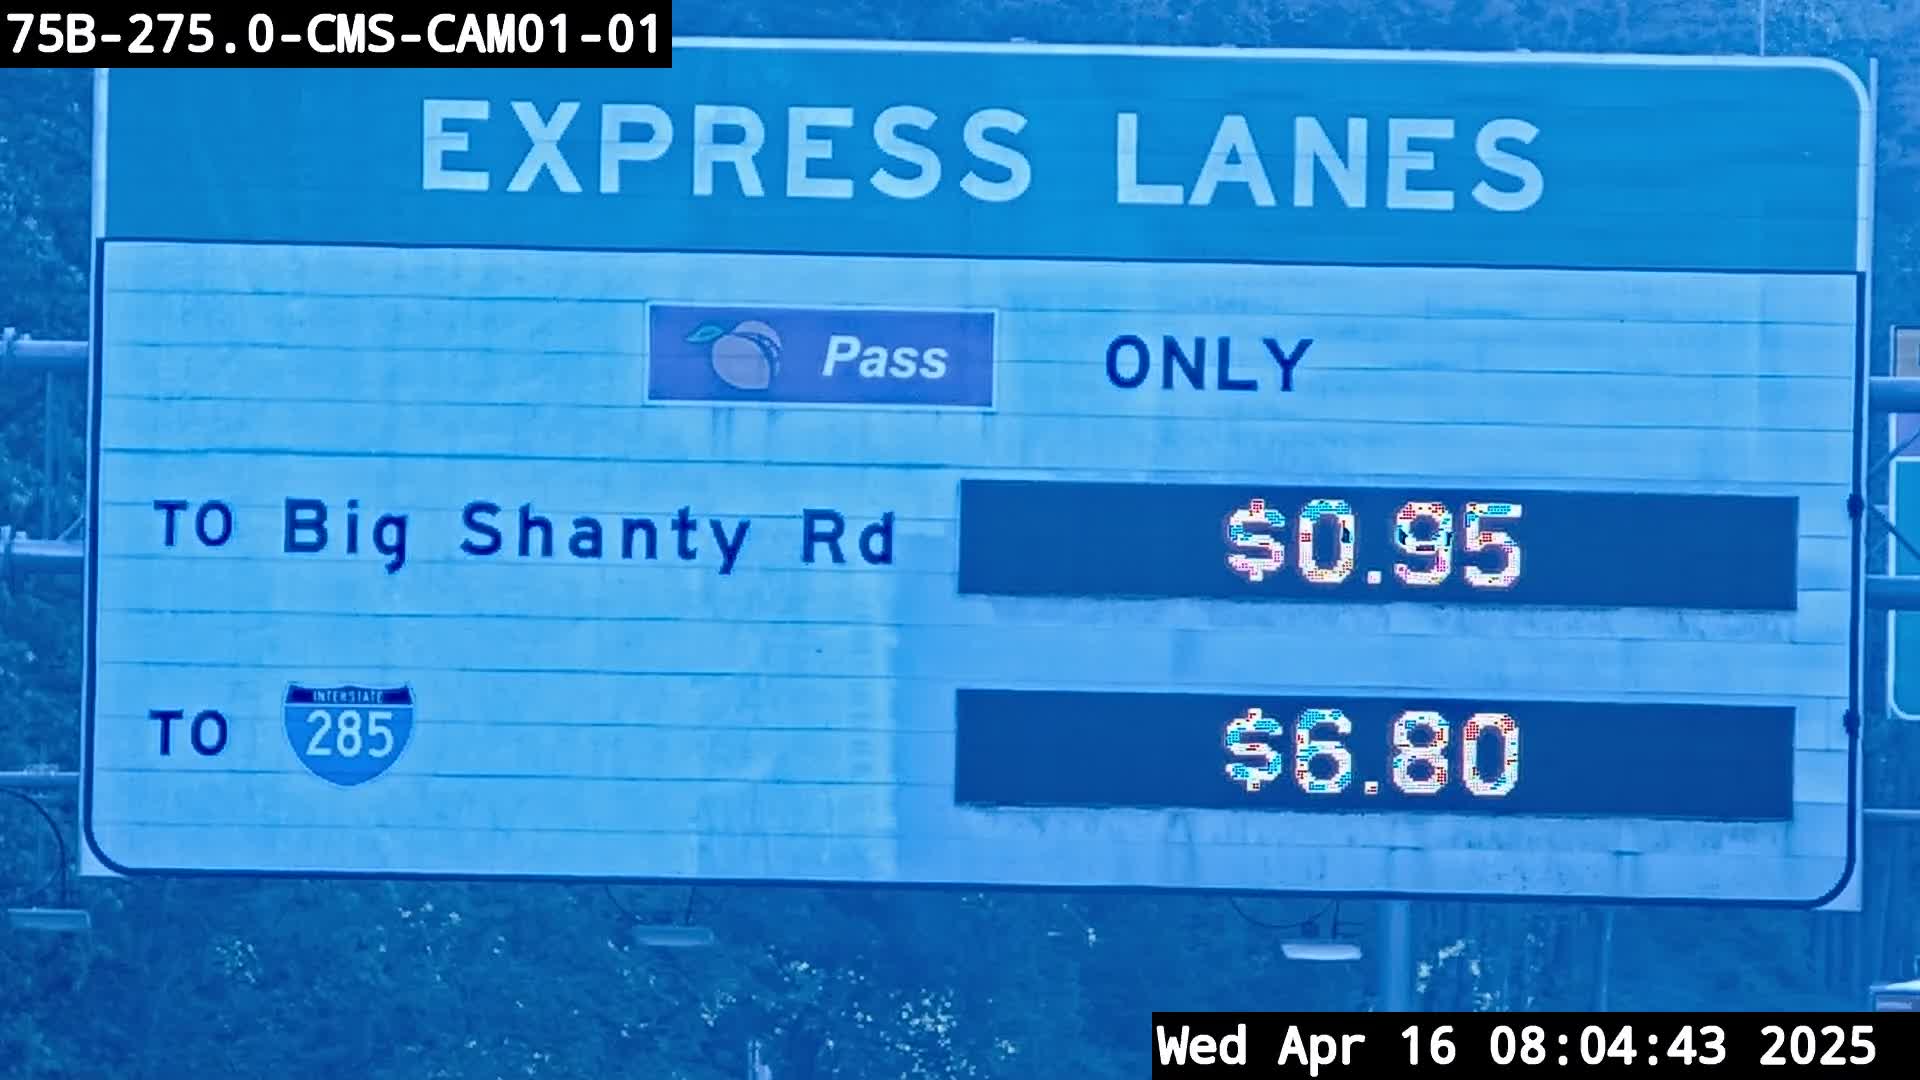 75B-275.0-CMS-CAM01-01
EXPRESS LANES
Pass ONLY
TO Big Shanty Rd $0.95
TO INTERSTATE 285 $6.80
Wed Apr 16 08:04:43 2025